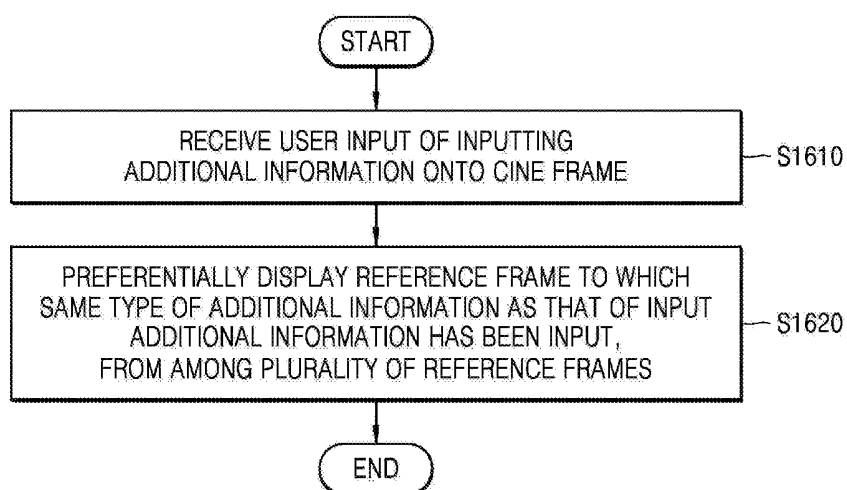 START
RECEIVE USER INPUT OF INPUTTING
ADDITIONAL INFORMATION ONTO CINE FRAME
S1610
PREFERENTIALLY DISPLAY REFERENCE FRAME TO WHICH
SAME TYPE OF ADDITIONAL INFORMATION AS THAT OF INPUT
ADDITIONAL INFORMATION HAS BEEN INPUT,
FROM AMONG PLURALITY OF REFERENCE FRAMES
S1620
END